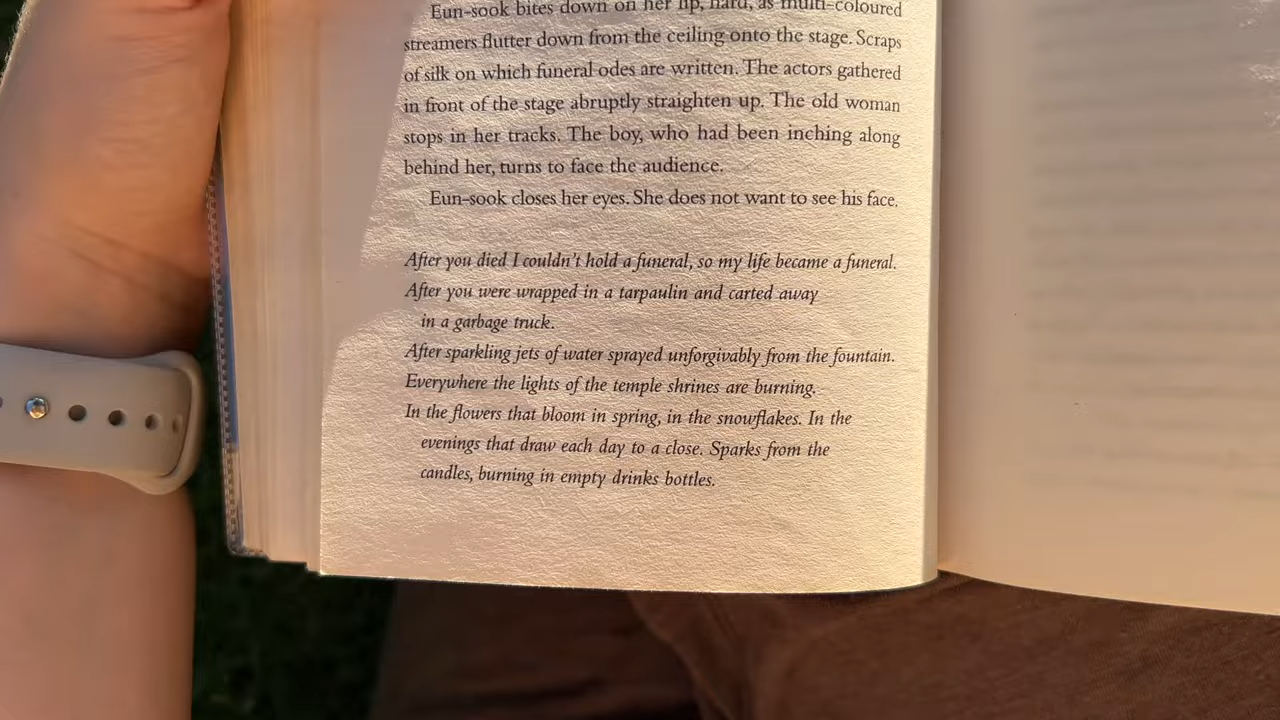 Eun-sook bites down on her lip, hard, as multi-coloured
streamers flutter down from the ceiling onto the stage. Scraps
of silk on which funeral odes are written. The actors gathered
in front of the stage abruptly straighten up. The old woman
stops in her tracks. The boy, who had been inching along
behind her, turns to face the audience.
Eun-sook closes her eyes. She does not want to see his face.
After you died I couldn't hold a funeral, so my life became a funeral.
After you were wrapped in a tarpaulin and carted away
in a garbage truck.
After sparkling jets of water sprayed unforgivably from the fountain.
Everywhere the lights of the temple shrines are burning.
In the flowers that bloom in spring, in the snowflakes. In the
evenings that draw each day to a close. Sparks from the
candles, burning in empty drinks bottles.